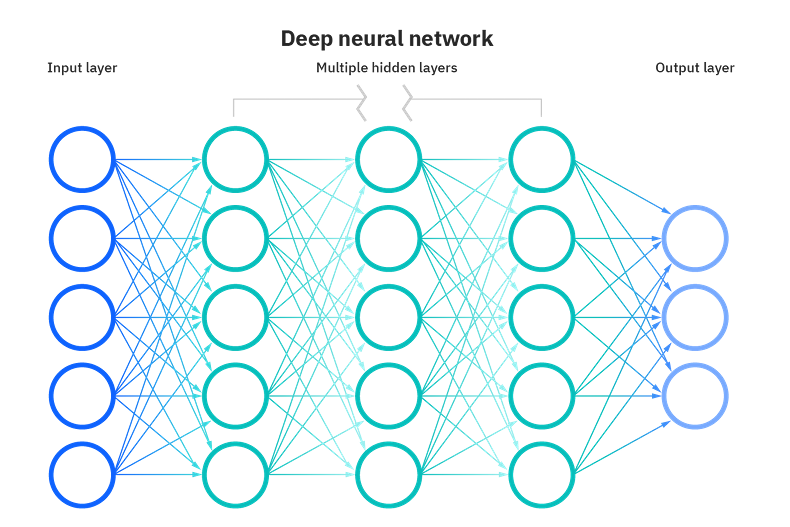 Deep neural network
Input layer
Multiple hidden layers
Output layer